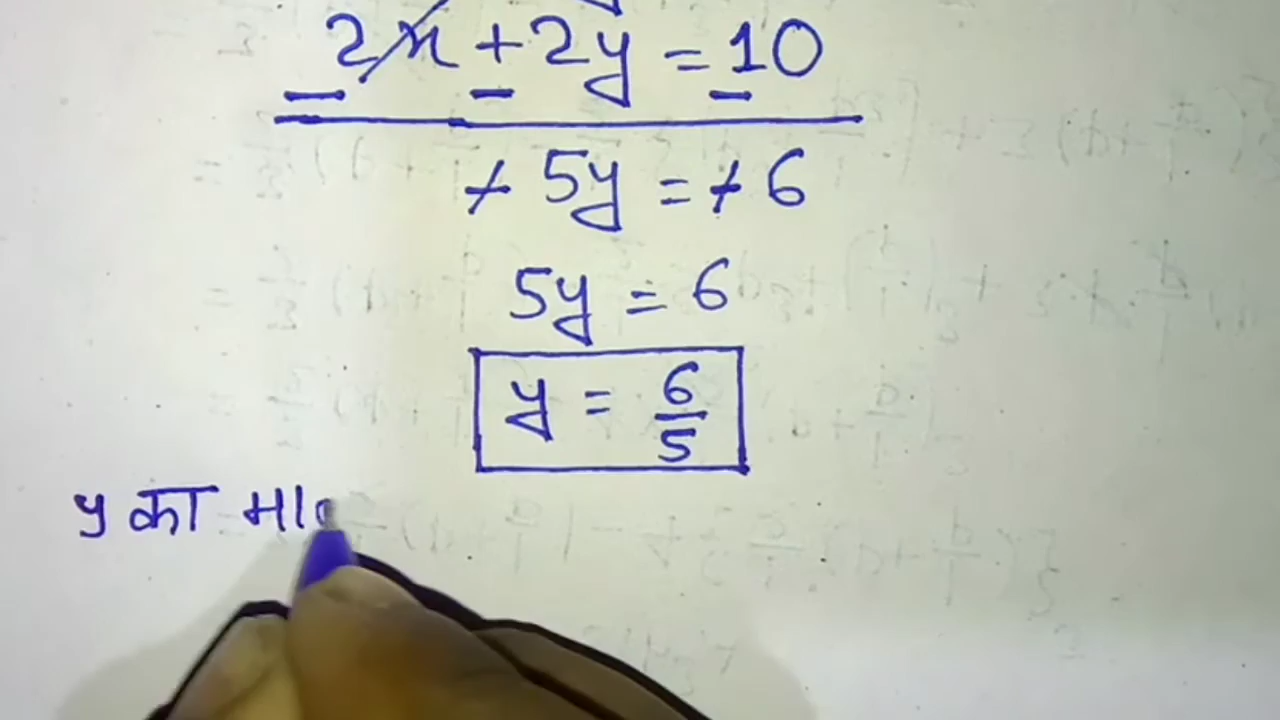 2x + 2y = 10
- - -
+ 5y = + 6
5y = 6
y = 6/5
y का